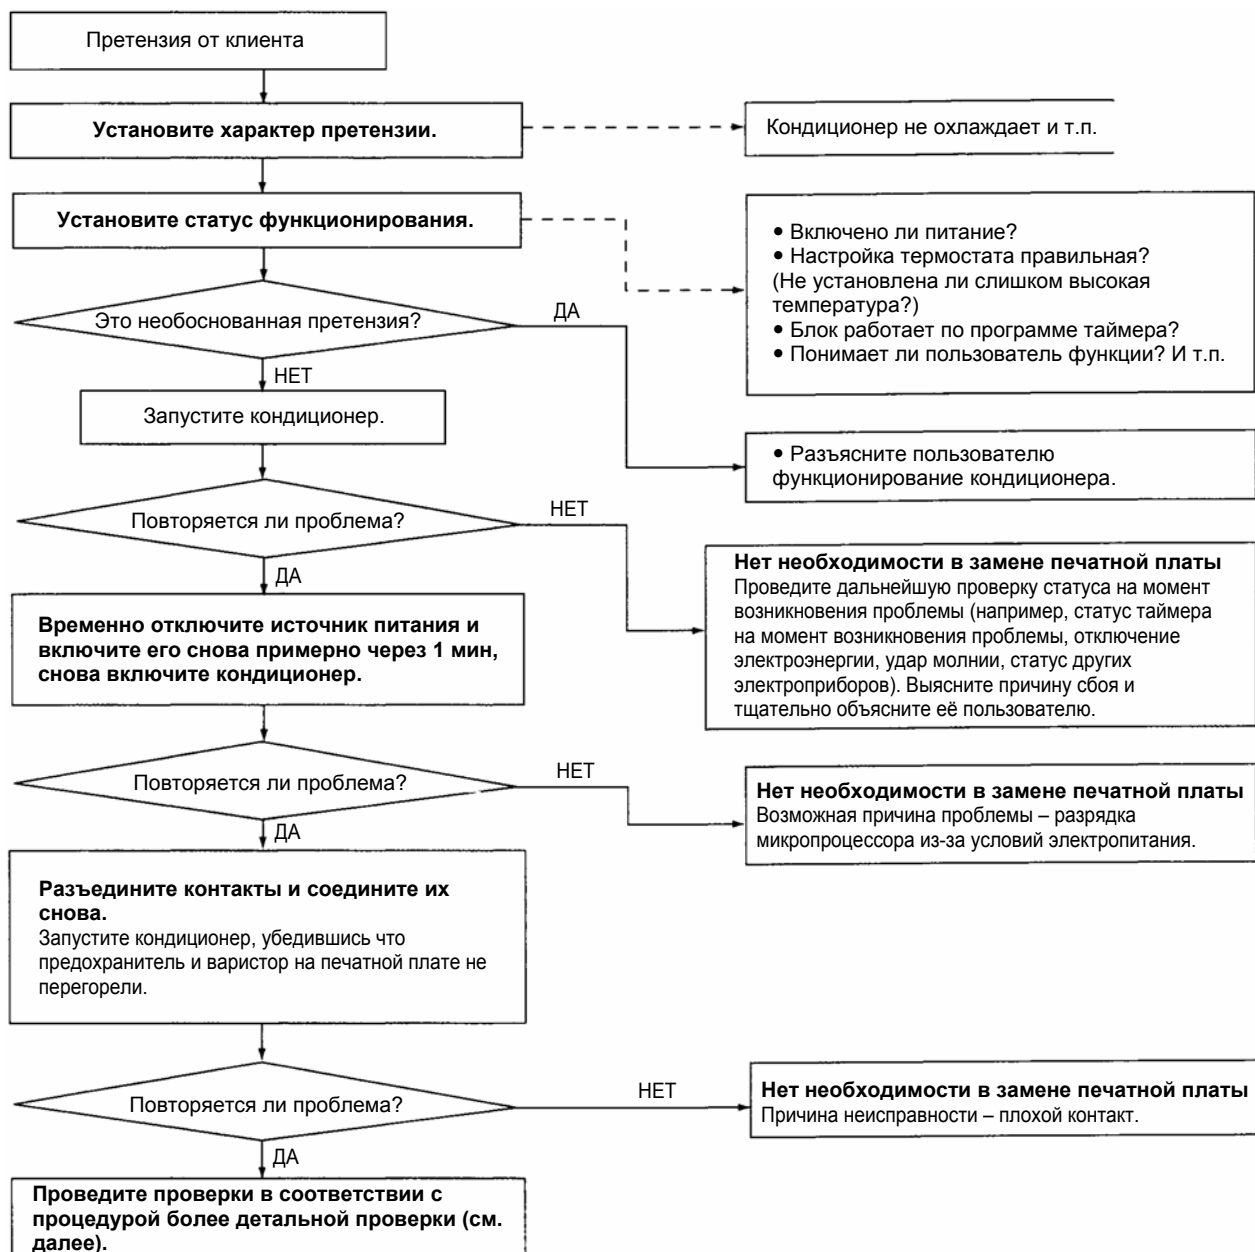 Претензия от клиента
Установите характер претензии.
Кондиционер не охлаждает и т.п.
Установите статус функционирования.
• Включено ли питание?
• Настройка термостата правильная?
(Не установлена ли слишком высокая
температура?)
• Блок работает по программе таймера?
• Понимает ли пользователь функции? И т.п.
Это необоснованная претензия?
ДА
НЕТ
Запустите кондиционер.
• Разъясните пользователю
функционирование кондиционера.
Повторяется ли проблема?
НЕТ
ДА
Нет необходимости в замене печатной платы
Проведите дальнейшую проверку статуса на момент
возникновения проблемы (например, статус таймера
на момент возникновения проблемы, отключение
электроэнергии, удар молнии, статус других
электроприборов). Выясните причину сбоя и
тщательно объясните её пользователю.
Временно отключите источник питания и
включите его снова примерно через 1 мин,
снова включите кондиционер.
Повторяется ли проблема?
НЕТ
ДА
Нет необходимости в замене печатной платы
Возможная причина проблемы – разрядка
микропроцессора из-за условий электропитания.
Разъедините контакты и соедините их
снова.
Запустите кондиционер, убедившись что
предохранитель и варистор на печатной плате не
перегорели.
Повторяется ли проблема?
НЕТ
ДА
Нет необходимости в замене печатной платы
Причина неисправности – плохой контакт.
Проведите проверки в соответствии с
процедурой более детальной проверки (см.
далее).